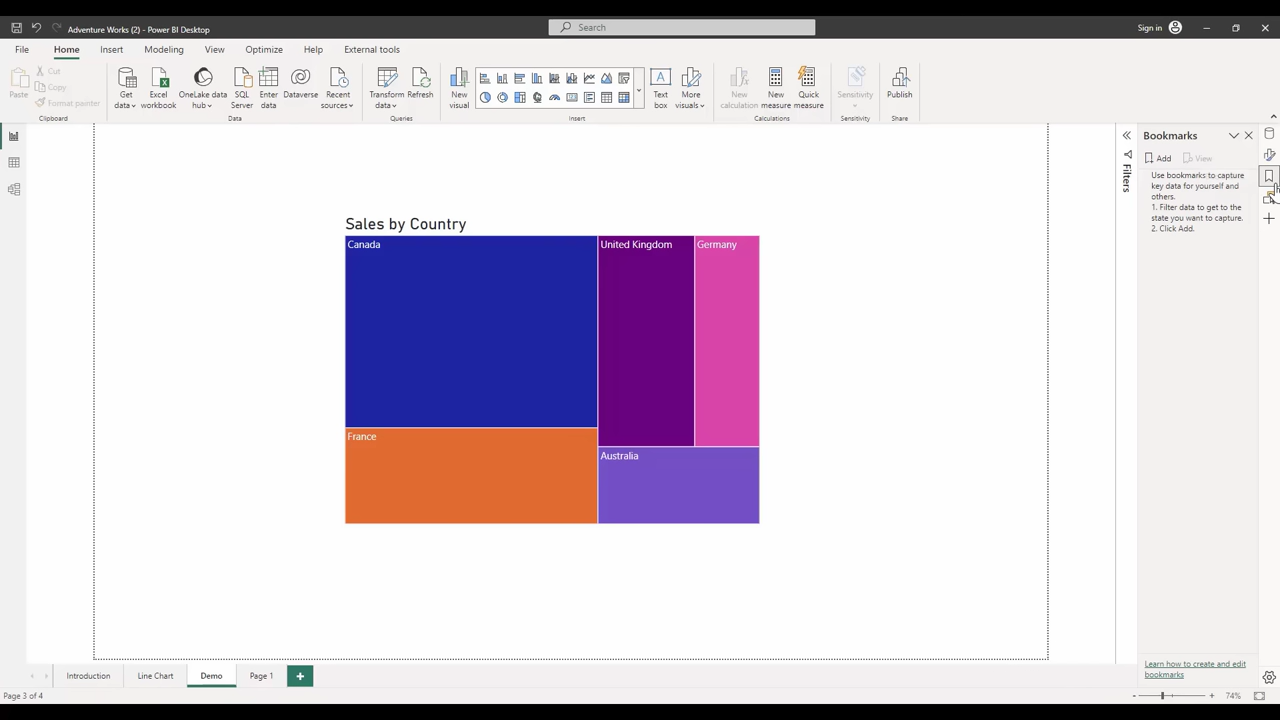 Adventure Works (2) - Power BI Desktop
Search
Sign in
File Home Insert Modeling View Optimize Help External tools
Paste
Cut
Copy
Format painter
Clipboard
Get data
Excel workbook
OneLake data hub
SQL Server
Enter data
Dataverse
Recent sources
Data
Transform data
Refresh
Queries
New visual
Text box
More visuals
Insert
New calculation
New measure
Quick measure
Calculations
Sensitivity
Sensitivity
Publish
Share
Sales by Country
Canada
United Kingdom
Germany
France
Australia
Filters
Bookmarks
Add View
Use bookmarks to capture
key data for yourself and
others.
1. Filter data to get to the
state you want to capture.
2. Click Add.
Learn how to create and edit
bookmarks
Introduction Line Chart Demo Page 1
Page 3 of 4
74%